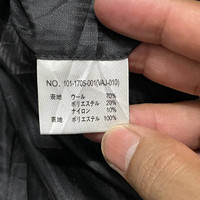 NO. 101-1705-001(VAJ-010)
表地 ウール 70%
ポリエステル 20%
ナイロン 10%
裏地 ポリエステル 100%